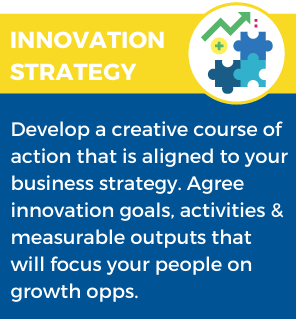 INNOVATION
STRATEGY
Develop a creative course of
action that is aligned to your
business strategy. Agree
innovation goals, activities &
measurable outputs that
will focus your people on
growth opps.